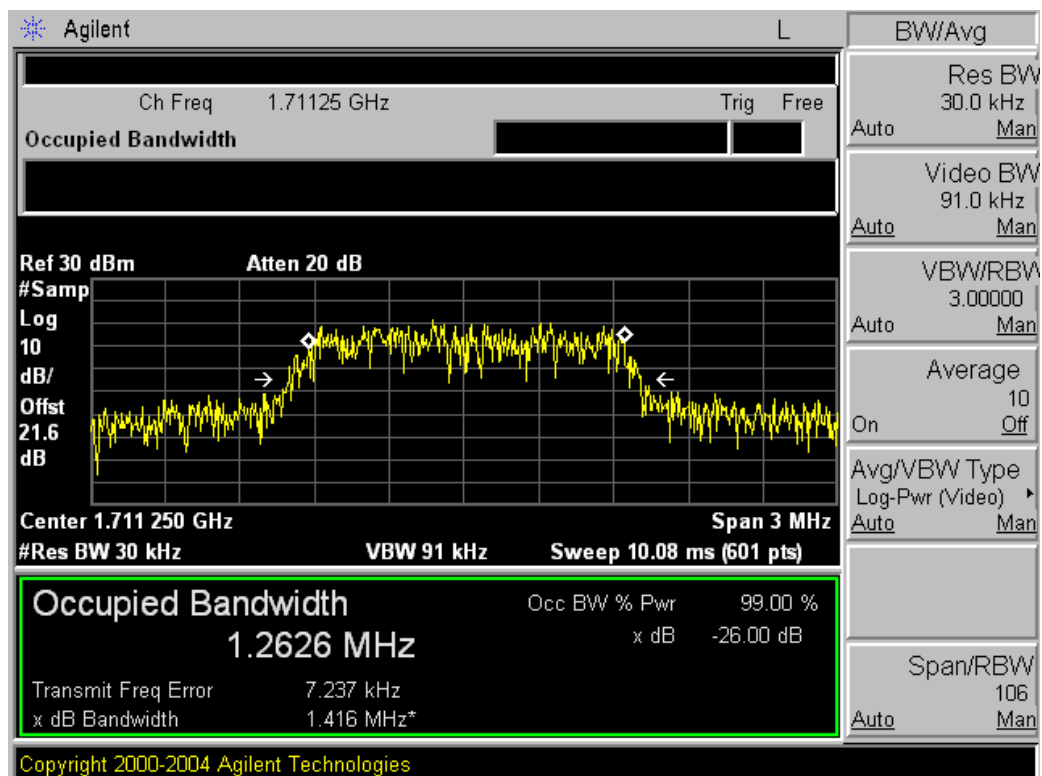 Agilent L
Ch Freq 1.71125 GHz Trig Free
Occupied Bandwidth
Ref 30 dBm Atten 20 dB
#Samp
Log
10
dB/
Offst
21.6
dB
Center 1.711 250 GHz Span 3 MHz
#Res BW 30 kHz VBW 91 kHz Sweep 10.08 ms (601 pts)
Occupied Bandwidth
1.2626 MHz
Occ BW % Pwr 99.00 %
x dB -26.00 dB
Transmit Freq Error 7.237 kHz
x dB Bandwidth 1.416 MHz*
Copyright 2000-2004 Agilent Technologies
BW/Avg
Res BW
30.0 kHz
Auto Man
Video BW
91.0 kHz
Auto Man
VBW/RBW
3.00000
Auto Man
Average
10
On Off
Avg/VBW Type
Log-Pwr (Video)
Auto Man
Span/RBW
106
Auto Man